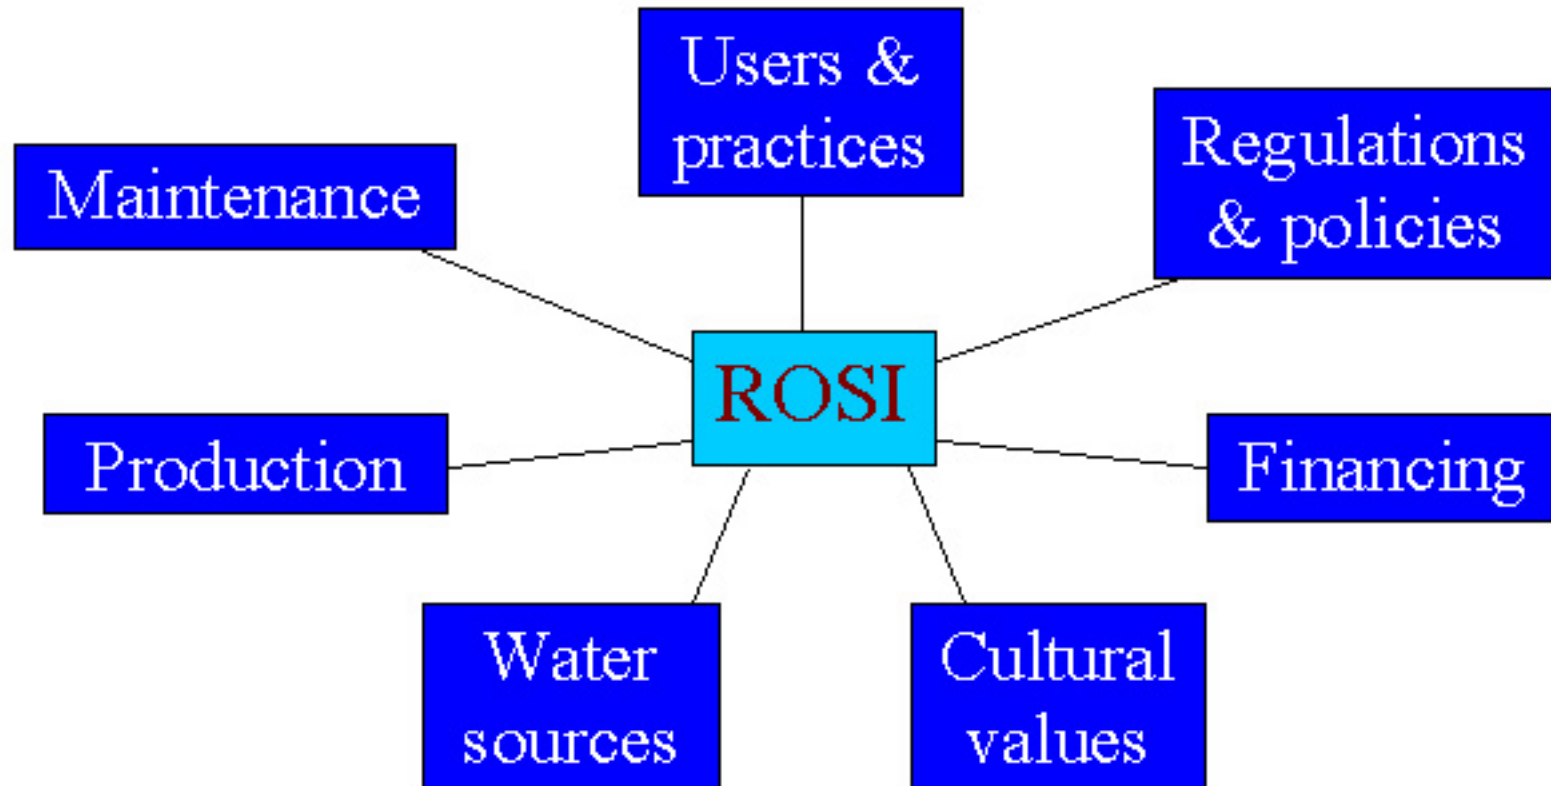 Users &
practices
Regulations
& policies
Maintenance
ROSI
Production
Financing
Water
sources
Cultural
values